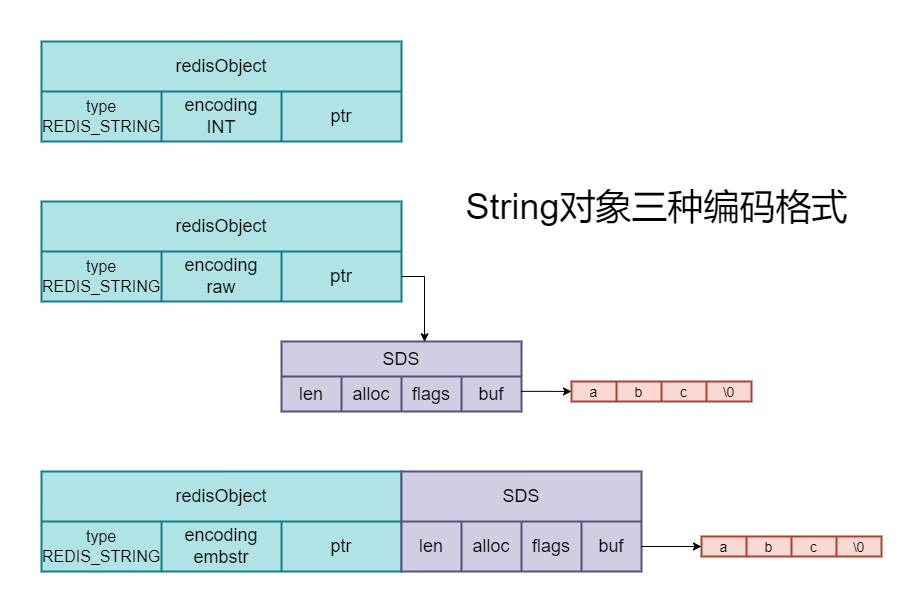 redisObject
type
REDIS_STRING
encoding
INT
ptr
String对象三种编码格式
redisObject
type
REDIS_STRING
encoding
raw
ptr
SDS
len alloc flags buf
a b c \0
redisObject
SDS
type
REDIS_STRING
encoding
embstr
ptr
len alloc flags buf
a b c \0